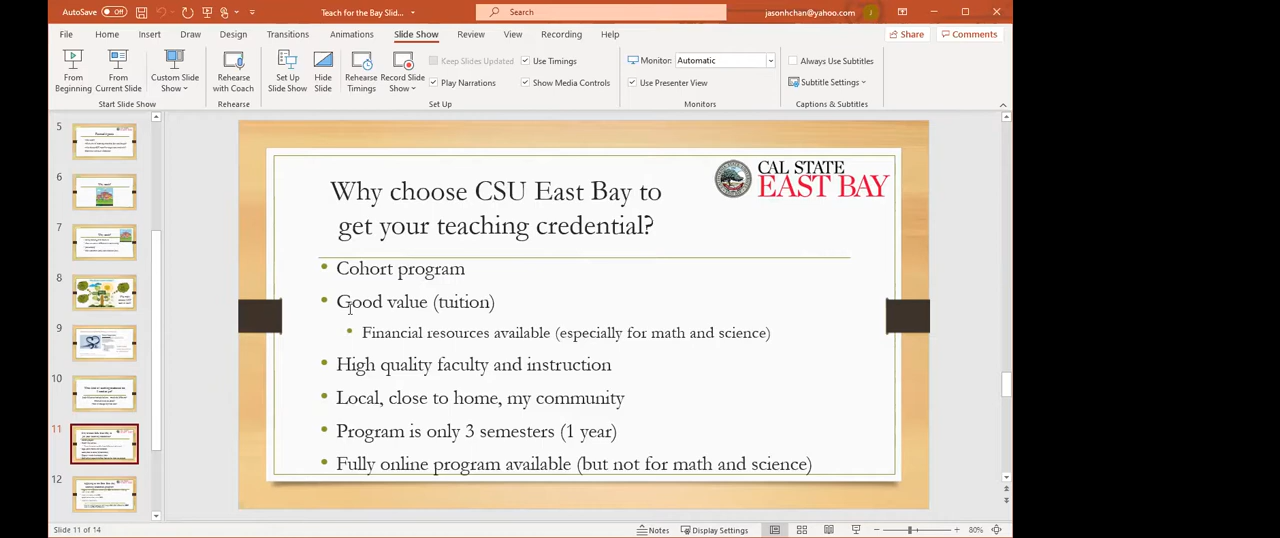 AutoSave Off
Teach for the Bay Slid...
Search
jasonhchan@yahoo.com
J
File Home Insert Draw Design Transitions Animations Slide Show Review View Recording Help
Share Comments
From Beginning
From Current Slide
Custom Slide Show
Rehearse with Coach
Set Up Slide Show
Hide Slide
Rehearse Timings
Record Slide Show
Keep Slides Updated
Play Narrations
Use Timings
Show Media Controls
Monitor: Automatic
Use Presenter View
Always Use Subtitles
Subtitle Settings
Start Slide Show Rehearse Set Up Monitors Captions & Subtitles
5
6
7
8
9
10
11
12
CAL STATE
EAST BAY
Why choose CSU East Bay to
get your teaching credential?
Cohort program
Good value (tuition)
Financial resources available (especially for math and science)
High quality faculty and instruction
Local, close to home, my community
Program is only 3 semesters (1 year)
Fully online program available (but not for math and science)
Slide 11 of 14
Notes Display Settings 80%